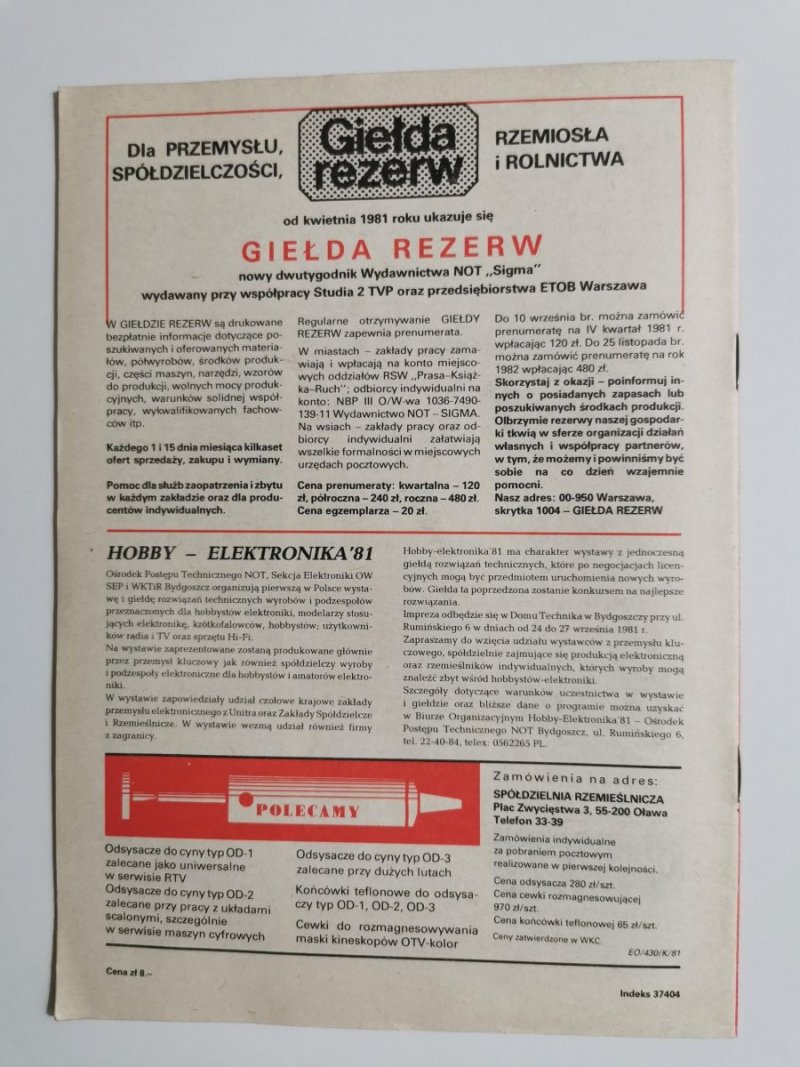 Dla PRZEMYSŁU,
SPÓŁDZIELCZOŚCI,
Giełda
rezerw
RZEMIOSŁA
i ROLNICTWA
od kwietnia 1981 roku ukazuje się
GIEŁDA REZERW
nowy dwutygodnik Wydawnictwa NOT „Sigma”
wydawany przy współpracy Studia 2 TVP oraz przedsiębiorstwa ETOB Warszawa
W GIEŁDZIE REZERW są drukowane
bezpłatnie informacje dotyczące po-
szukiwanych i oferowanych materia-
łów, półwyrobów, środków produk-
cji, części maszyn, narzędzi, wzorów
do produkcji, wolnych mocy produk-
cyjnych, warunków solidnej współ-
pracy, wykwalifikowanych fachow-
ców itp.
Każdego 1 i 15 dnia miesiąca kilkaset
ofert sprzedaży, zakupu i wymiany.
Pomoc dla służb zaopatrzenia i zbytu
w każdym zakładzie oraz dla produ-
centów indywidualnych.
Regularne otrzymywanie GIEŁDY
REZERW zapewnia prenumerata.
W miastach – zakłady pracy zama-
wiają i wpłacają na konto miejsco-
wych oddziałów RSW „Prasa-Książ-
ka-Ruch”; odbiorcy indywidualni na
konto: NBP III O/W-wa 1036-7490-
139-11 Wydawnictwo NOT – SIGMA.
Na wsiach – zakłady pracy oraz od-
biorcy indywidualni załatwiają
wszelkie formalności w miejscowych
urzędach pocztowych.
Cena prenumeraty: kwartalna – 120
zł, półroczna – 240 zł, roczna – 480 zł.
Cena egzemplarza – 20 zł.
Do 10 września br. można zamówić
prenumeratę na IV kwartał 1981 r.
wpłacając 120 zł. Do 25 listopada br.
można zamówić prenumeratę na rok
1982 wpłacając 480 zł.
Skorzystaj z okazji – poinformuj in-
nych o posiadanych zapasach lub
poszukiwanych środkach produkcji.
Olbrzymie rezerwy naszej gospodar-
ki tkwią w sferze organizacji działań
własnych i współpracy partnerów,
w tym, że możemy i powinniśmy być
sobie na co dzień wzajemnie
pomocni.
Nasz adres: 00-950 Warszawa,
skrytka 1004 – GIEŁDA REZERW
HOBBY – ELEKTRONIKA'81
Ośrodek Postępu Technicznego NOT, Sekcja Elektroniki OW
SEP i WKTiR Bydgoszcz organizują pierwszą w Polsce wysta-
wę i giełdę rozwiązań technicznych wyrobów i podzespołów
przeznaczonych dla hobbystów elektroniki, modelarzy stosu-
jących elektronikę, krótkofalowców, hobbystów; użytkowni-
ków radia i TV oraz sprzętu Hi-Fi.
Na wystawie zaprezentowane zostaną produkowane głównie
przez przemysł kluczowy jak również spółdzielczy wyroby
i podzespoły elektroniczne dla hobbystów i amatorów elektro-
niki.
W wystawie zapowiedziały udział czołowe krajowe zakłady
przemysłu elektronicznego z Unitra oraz Zakłady Spółdzielcze
i Rzemieślnicze. W wystawie wezmą udział również firmy
z zagranicy.
Hobby-elektronika'81 ma charakter wystawy z jednoczesną
giełdą rozwiązań technicznych, które po negocjacjach licen-
cyjnych mogą być przedmiotem uruchomienia nowych wyro-
bów. Giełda ta poprzedzona zostanie konkursem na najlepsze
rozwiązania.
Impreza odbędzie się w Domu Technika w Bydgoszczy przy ul.
Rumińskiego 6 w dniach od 24 do 27 września 1981 r.
Zapraszamy do wzięcia udziału wystawców z przemysłu klu-
czowego, spółdzielnie zajmujące się produkcją elektroniczną
oraz rzemieślników indywidualnych, których wyroby mogą
znaleźć zbyt wśród hobbystów-elektroniki.
Szczegóły dotyczące warunków uczestnictwa w wystawie
i giełdzie oraz bliższe dane o programie można uzyskać
w Biurze Organizacyjnym Hobby-Elektronika'81 – Ośrodek
Postępu Technicznego NOT Bydgoszcz, ul. Rumińskiego 6,
tel. 22-40-84, telex: 0562265 PL.
POLECAMY
Odsysacze do cyny typ OD-1
zalecane jako uniwersalne
w serwisie RTV
Odsysacze do cyny typ OD-2
zalecane przy pracy z układami
scalonymi, szczególnie
w serwisie maszyn cyfrowych
Odsysacze do cyny typ OD-3
zalecane przy dużych lutach
Końcówki teflonowe do odsysa-
czy typ OD-1, OD-2, OD-3
Cewki do rozmagnesowywania
maski kineskopów OTV-kolor
Zamówienia na adres:
SPÓŁDZIELNIA RZEMIEŚLNICZA
Plac Zwycięstwa 3, 55-200 Oława
Telefon 33-39
Zamówienia indywidualne
za pobraniem pocztowym
realizowane w pierwszej kolejności.
Cena odsysacza 280 zł/szt.
Cena cewki rozmagnesowującej
970 zł/szt.
Cena końcówki teflonowej 65 zł/szt.
Ceny zatwierdzone w WKC.
EO/430/K/81
Cena zł 8.–
Indeks 37404